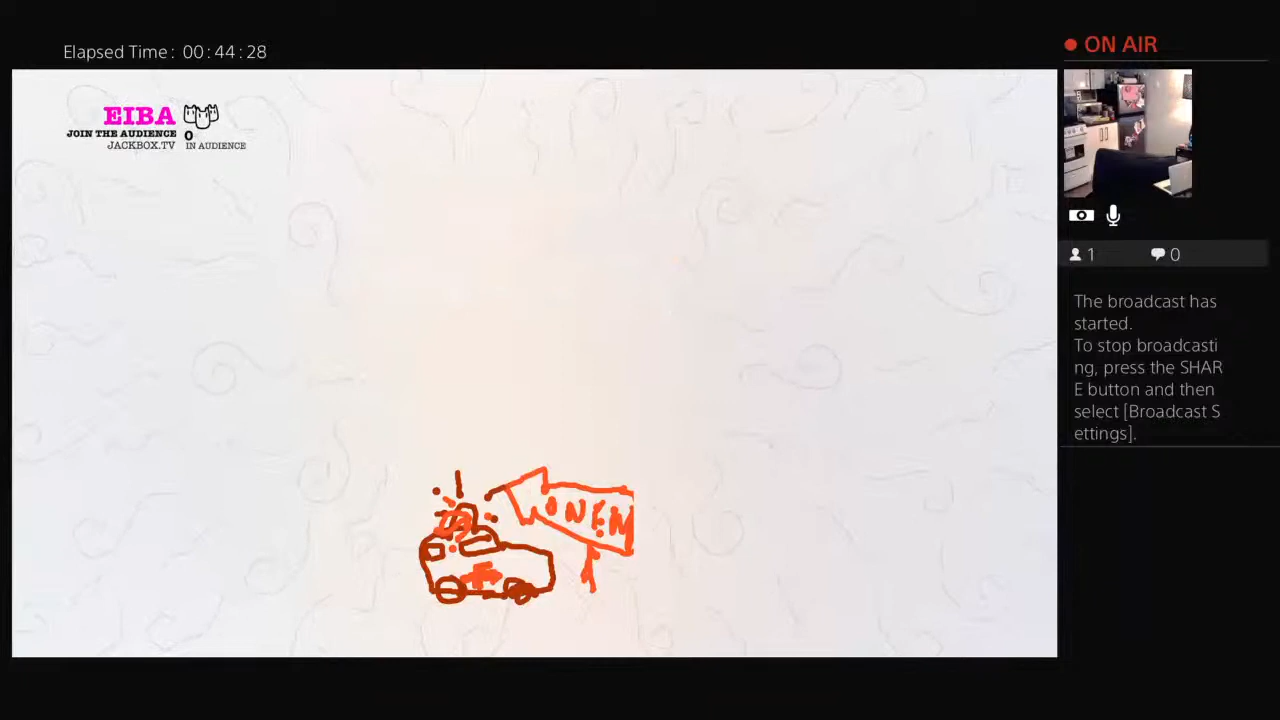 Elapsed Time: 00:44:28
ON AIR
EIBA
JOIN THE AUDIENCE
JACKBOX.TV
0
IN AUDIENCE
1
0
The broadcast has
started.
To stop broadcasti
ng, press the SHAR
E button and then
select [Broadcast S
ettings].
ONEM